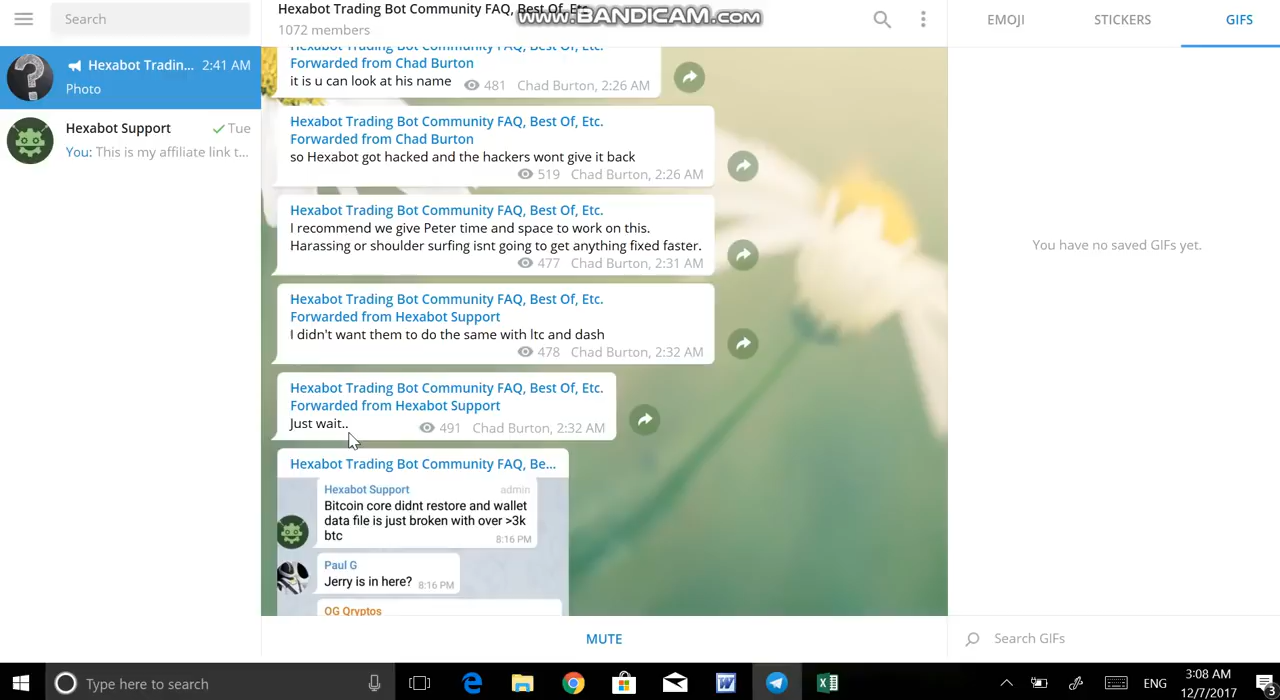 Search
Hexabot Trading Bot Community FAQ, Best Of, Etc.
1072 members
www.BANDICAM.com
EMOJI
STICKERS
GIFS
Hexabot Tradin... 2:41 AM
Photo
Hexabot Support Tue
You: This is my affiliate link t...
Hexabot Trading Bot Community FAQ, Best Of, Etc.
Forwarded from Chad Burton
it is u can look at his name 481 Chad Burton, 2:26 AM
Hexabot Trading Bot Community FAQ, Best Of, Etc.
Forwarded from Chad Burton
so Hexabot got hacked and the hackers wont give it back
519 Chad Burton, 2:26 AM
Hexabot Trading Bot Community FAQ, Best Of, Etc.
I recommend we give Peter time and space to work on this.
Harassing or shoulder surfing isnt going to get anything fixed faster.
477 Chad Burton, 2:31 AM
Hexabot Trading Bot Community FAQ, Best Of, Etc.
Forwarded from Hexabot Support
I didn't want them to do the same with ltc and dash
478 Chad Burton, 2:32 AM
Hexabot Trading Bot Community FAQ, Best Of, Etc.
Forwarded from Hexabot Support
Just wait.. 491 Chad Burton, 2:32 AM
Hexabot Trading Bot Community FAQ, Be...
Hexabot Support admin
Bitcoin core didnt restore and wallet
data file is just broken with over >3k
btc 8:16 PM
Paul G
Jerry is in here? 8:16 PM
OG Qryptos
MUTE
You have no saved GIFs yet.
Search GIFs
Type here to search
ENG
3:08 AM
12/7/2017